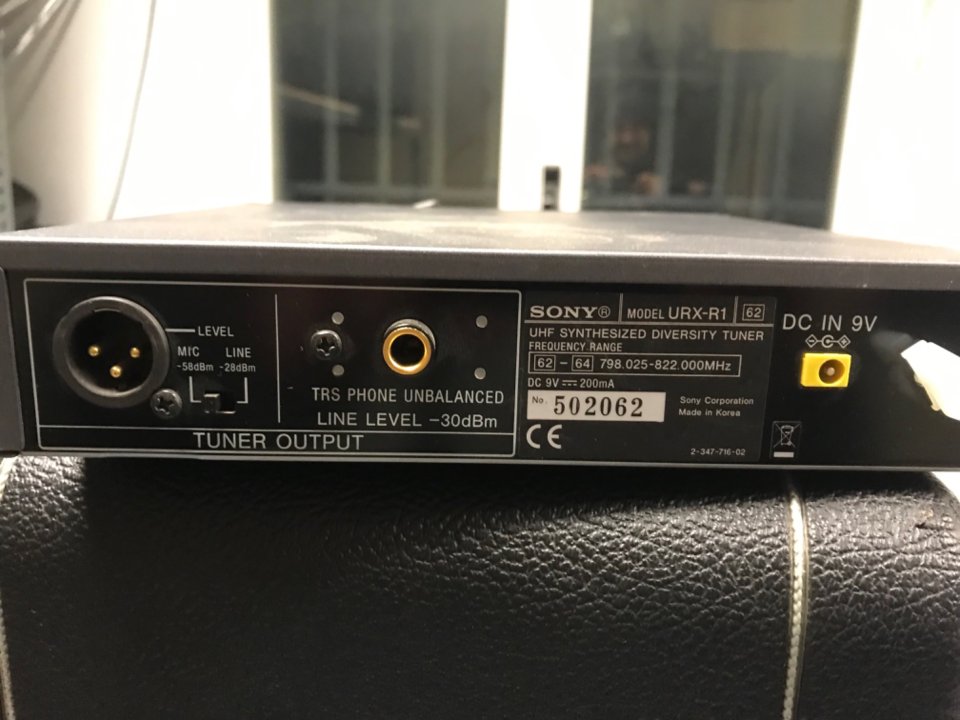 LEVEL
MIC LINE
-58dBm -28dBm
TRS PHONE UNBALANCED
LINE LEVEL -30dBm
TUNER OUTPUT
SONY® MODEL URX-R1 62
UHF SYNTHESIZED DIVERSITY TUNER
FREQUENCY RANGE
62 - 64 798.025-822.000MHz
DC 9V 200mA
No. 502062
Sony Corporation
Made in Korea
CE
2-347-716-02
DC IN 9V